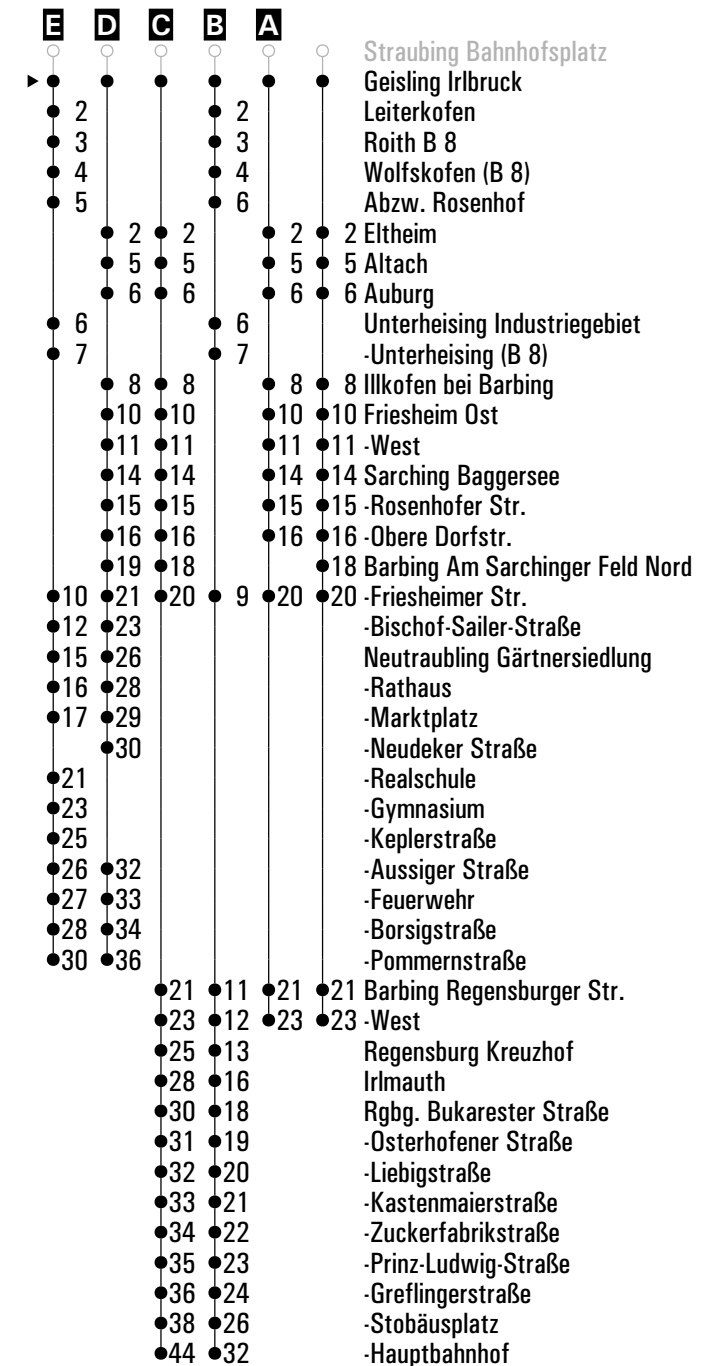 E D C B A
Straubing Bahnhofsplatz
Geisling Irlbruck
2 2 Leiterkofen
3 3 Roith B 8
4 4 Wolfskofen (B 8)
5 6 Abzw. Rosenhof
2 2 2 2 Eltheim
5 5 5 5 Altach
6 6 6 6 Auburg
6 6 Unterheising Industriegebiet
7 7 -Unterheising (B 8)
8 8 8 8 Illkofen bei Barbing
10 10 10 10 Friesheim Ost
11 11 11 11 -West
14 14 14 14 Sarching Baggersee
15 15 15 15 -Rosenhofer Str.
16 16 16 16 -Obere Dorfstr.
19 18 18 Barbing Am Sarchinger Feld Nord
10 21 20 9 20 20 -Friesheimer Str.
12 23 -Bischof-Sailer-Straße
15 26 Neutraubling Gärtnersiedlung
16 28 -Rathaus
17 29 -Marktplatz
30 -Neudeker Straße
21 -Realschule
23 -Gymnasium
25 -Keplerstraße
26 32 -Aussiger Straße
27 33 -Feuerwehr
28 34 -Borsigstraße
30 36 -Pommernstraße
21 11 21 21 Barbing Regensburger Str.
23 12 23 23 -West
25 13 Regensburg Kreuzhof
28 16 Irlmauth
30 18 Rgbg. Bukarester Straße
31 19 -Osterhofener Straße
32 20 -Liebigstraße
33 21 -Kastenmaierstraße
34 22 -Zuckerfabrikstraße
35 23 -Prinz-Ludwig-Straße
36 24 -Greflingerstraße
38 26 -Stobäusplatz
44 32 -Hauptbahnhof